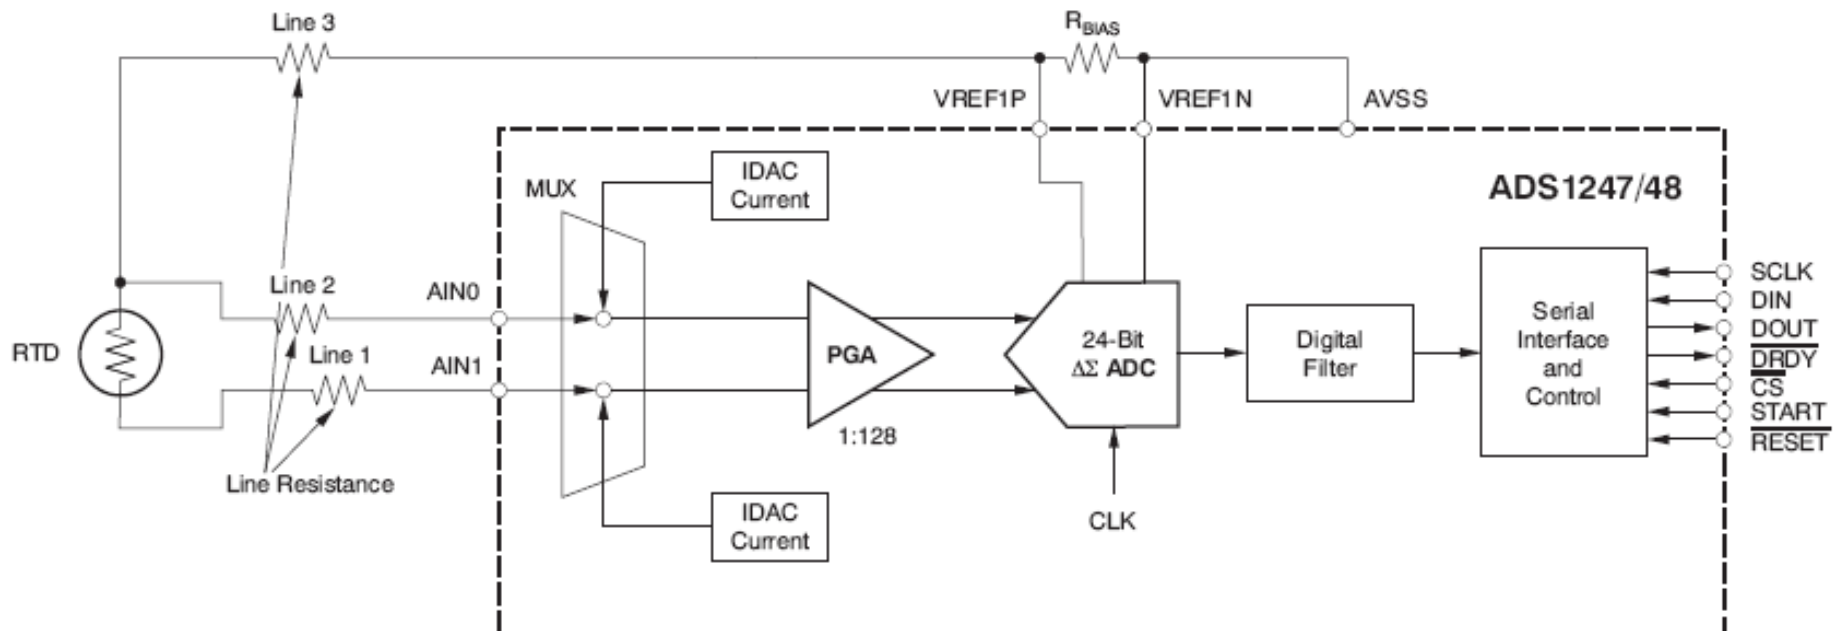 Line 3
R_BIAS
VREF1P
VREF1N
AVSS
IDAC
Current
MUX
ADS1247/48
Line 2
AIN0
RTD
Line 1
AIN1
PGA
1:128
24-Bit
ΔΣ ADC
Digital
Filter
Serial
Interface
and
Control
SCLK
DIN
DOUT
DRDY
CS
START
RESET
Line Resistance
IDAC
Current
CLK